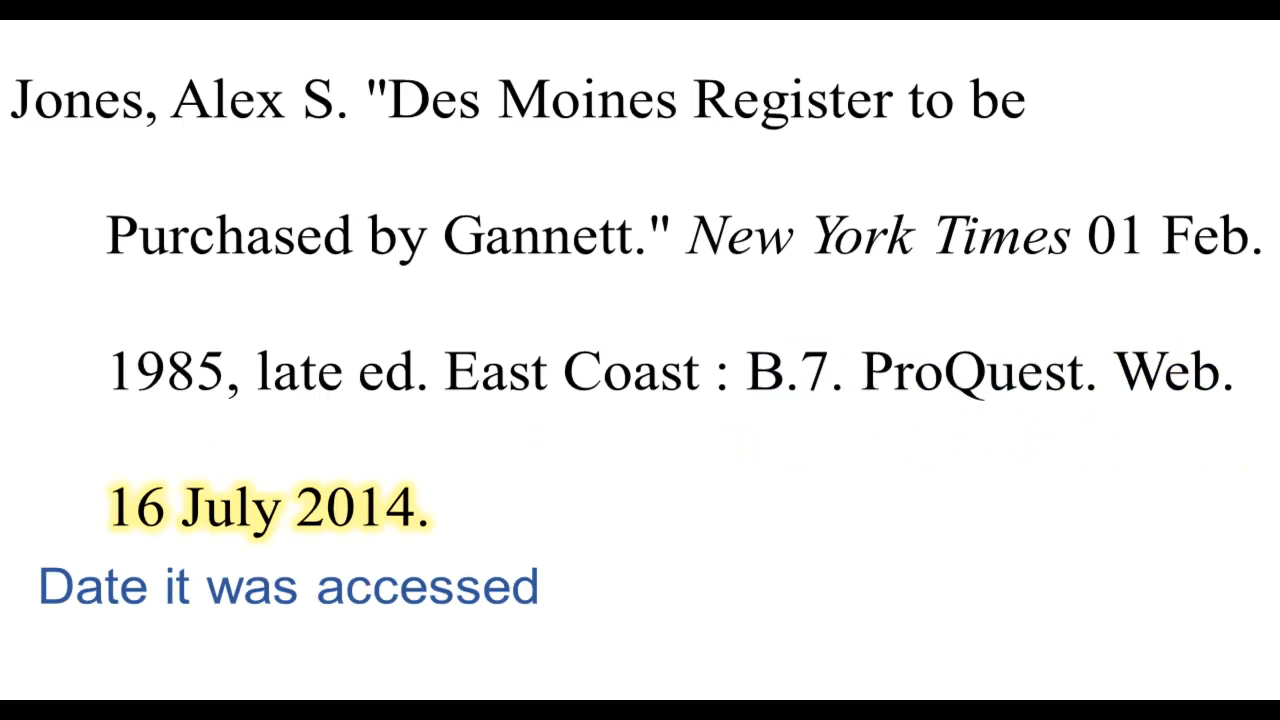 Jones, Alex S. "Des Moines Register to be
Purchased by Gannett." New York Times 01 Feb.
1985, late ed. East Coast : B.7. ProQuest. Web.
16 July 2014.
Date it was accessed